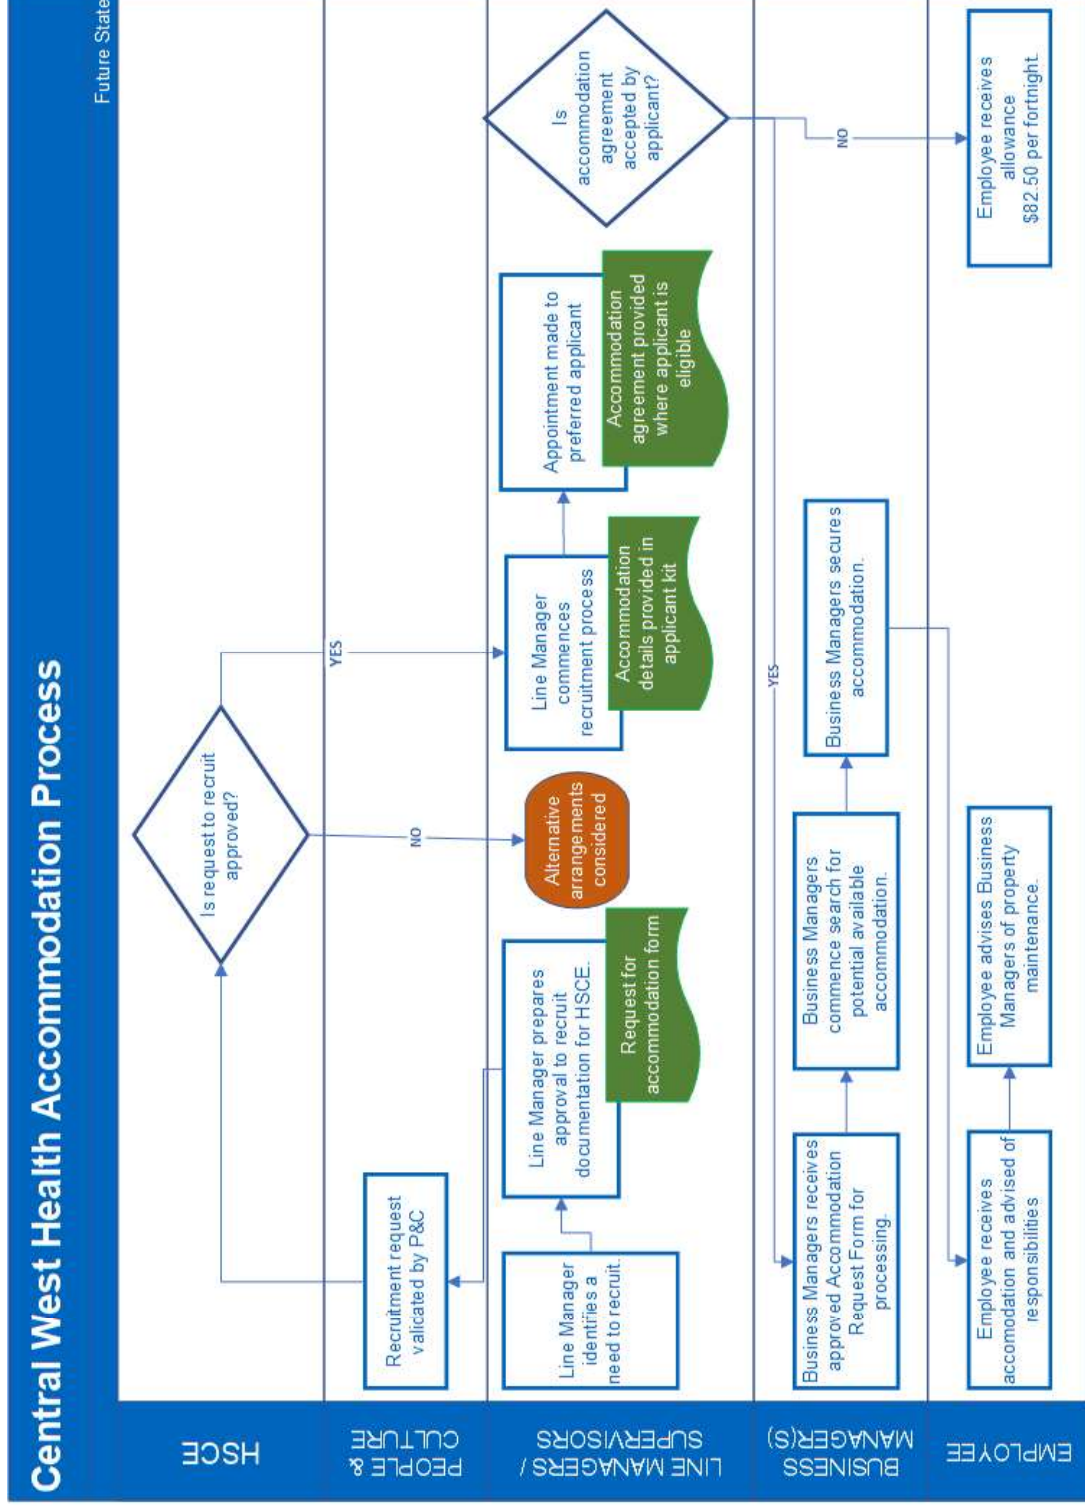 Central West Health Accommodation Process
Future State
HSCE
Is request to recruit
approved?
PEOPLE &
CULTURE
Recruitment request
valicated by P&C
YES
NO
LINE MANAGERS /
SUPERVISORS
Line Manager
identifies a
need to recruit.
Line Manager prepares
approval to recruit
documentation for HSCE.
Request for
accommodation form
Alternative
arrangements
considered
Line Manager
commences
recruitment process
Accommodation
details provided in
applicant kit
Appointment made to
preferred applicant
Accommodation
agreement provided
where applicant is
eligible
Is
accommodation
agreement
accepted by
applicant?
BUSINESS
MANAGER(S)
YES
NO
Business Managers receives
approved Accommodation
Request Form for
processing.
Business Managers
commence search for
potential available
accommodation.
Business Managers secures
accommodation.
EMPLOYEE
Employee receives
accomodation and advised of
responsibilities
Employee advises Business
Managers of property
maintenance.
Employee receives
allowance
$82.50 per fortnight.